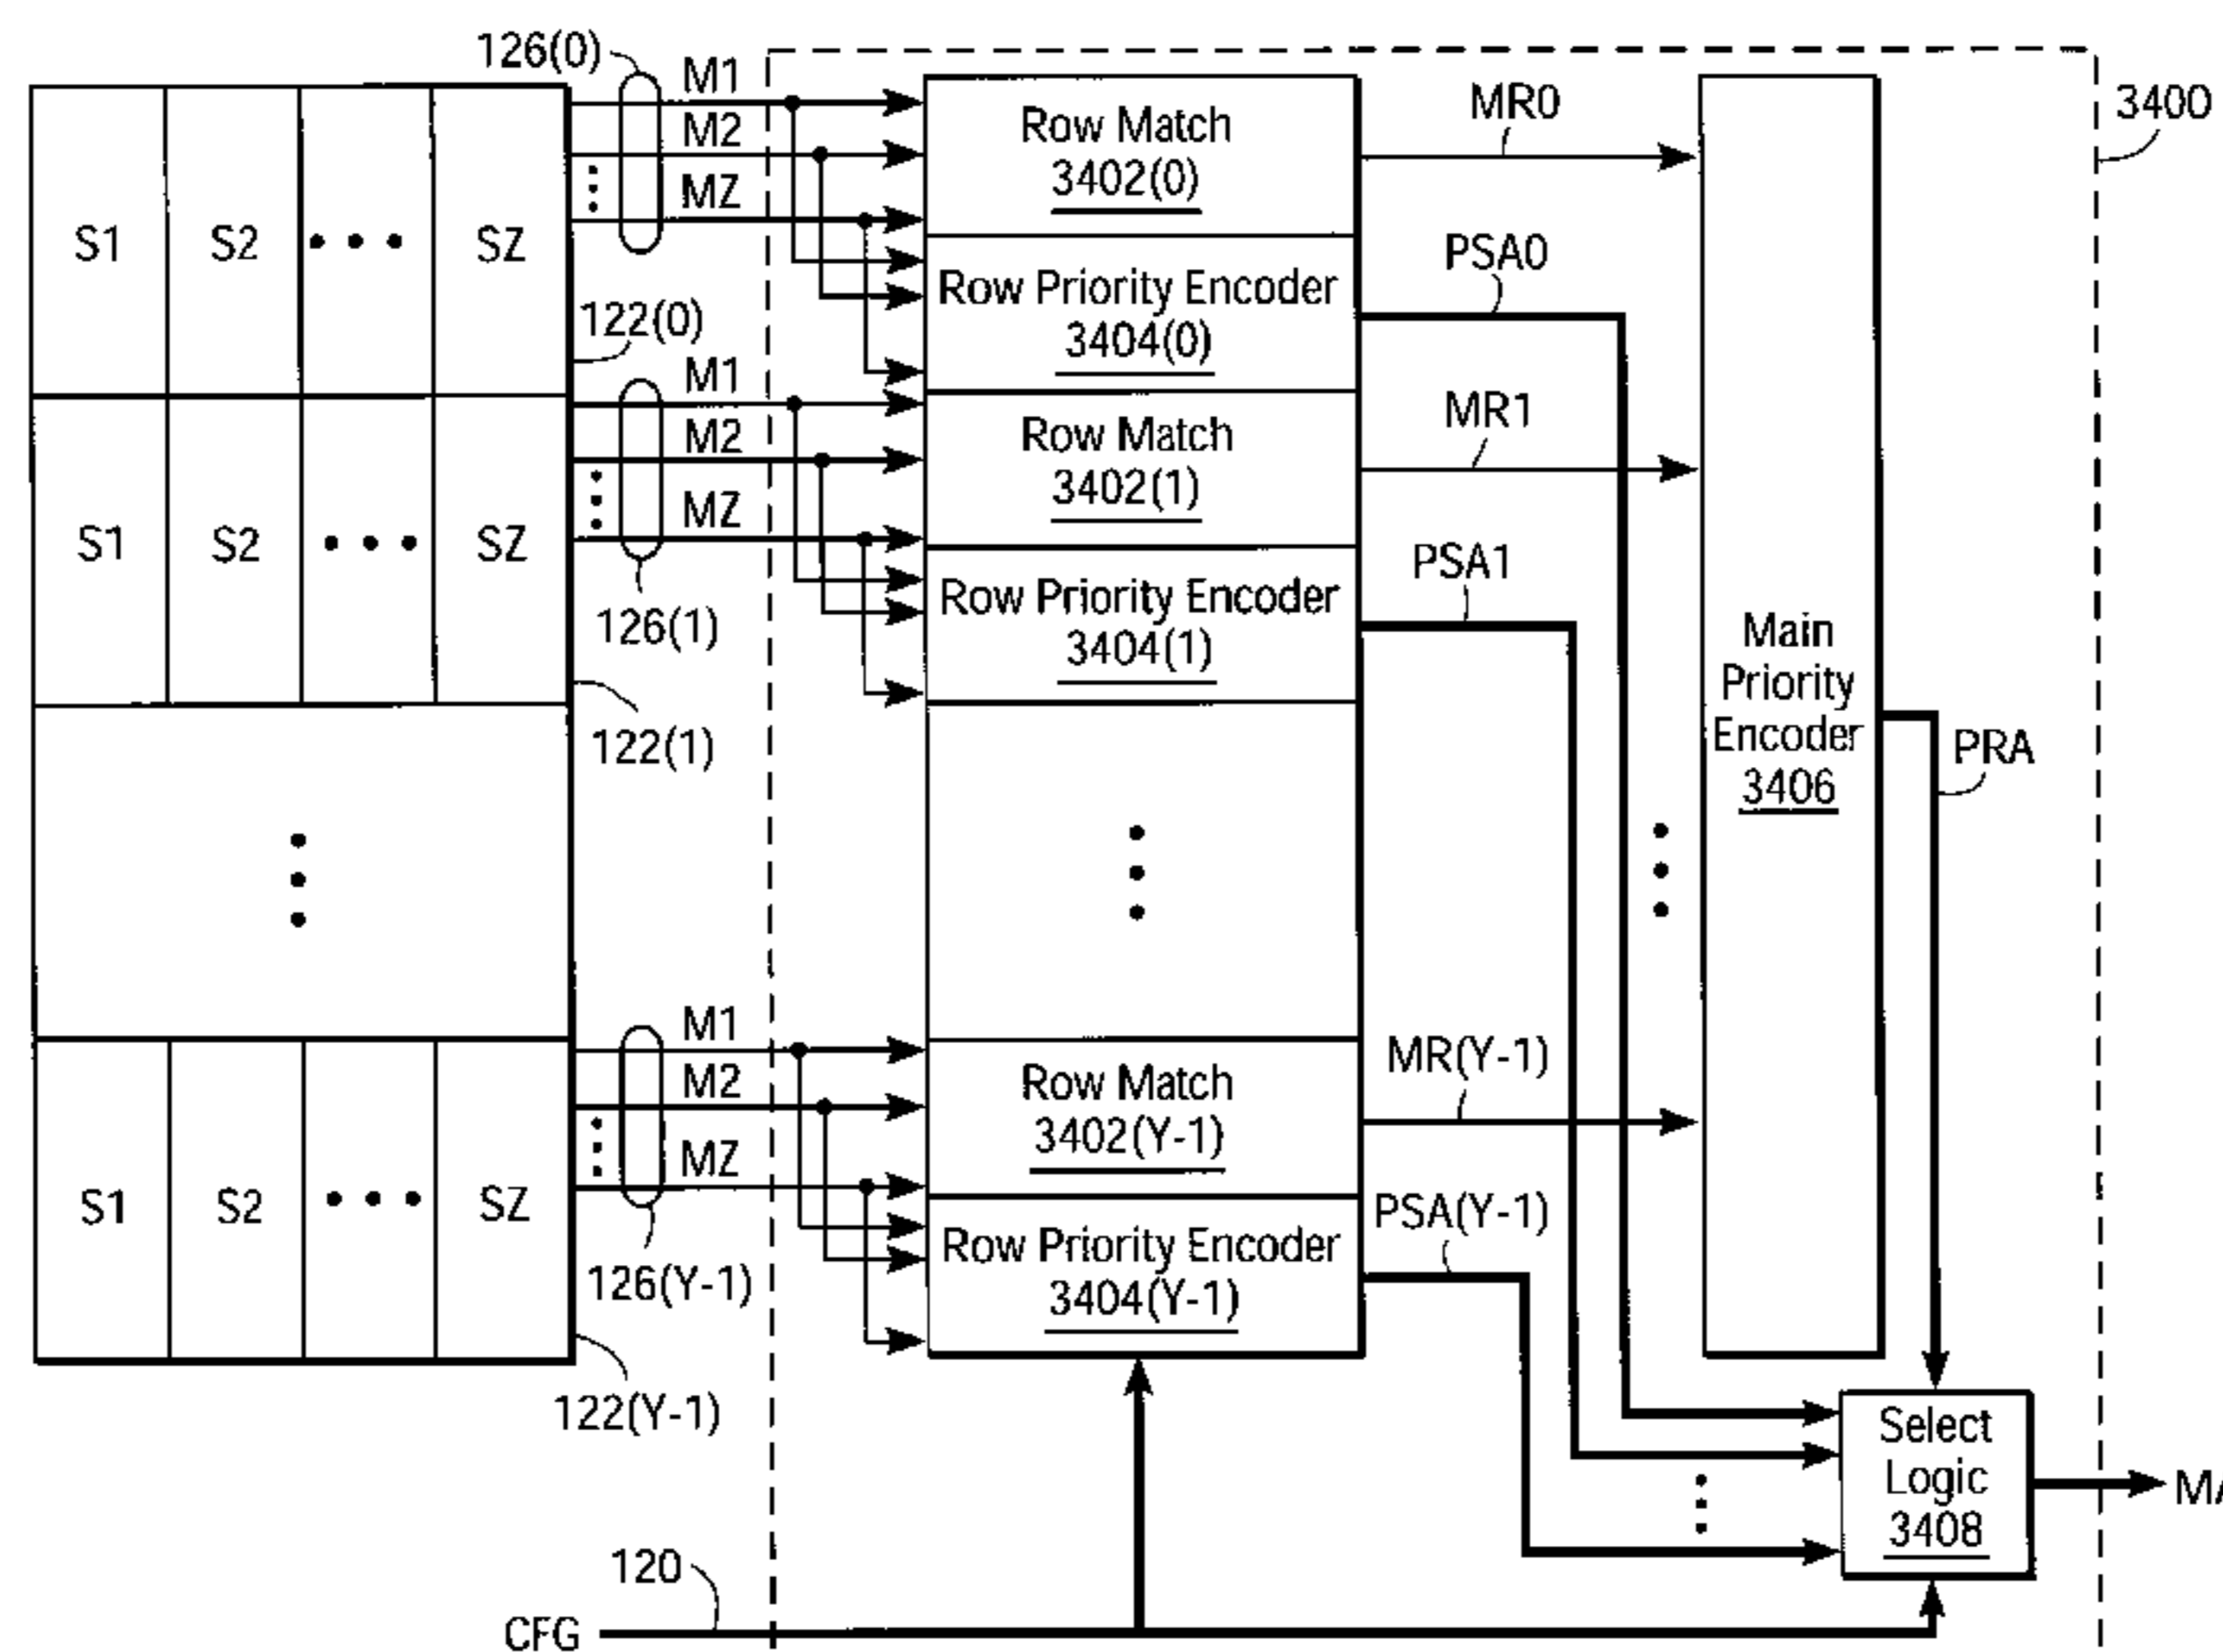 126(0)
M1
M2
MZ
S1
S2
SZ
122(0)
Row Match
3402(0)
Row Priority Encoder
3404(0)
MR0
PSA0
3400
M1
M2
MZ
S1
S2
SZ
126(1)
122(1)
Row Match
3402(1)
Row Priority Encoder
3404(1)
MR1
PSA1
Main
Priority
Encoder
3406
PRA
M1
M2
MZ
S1
S2
SZ
126(Y-1)
122(Y-1)
Row Match
3402(Y-1)
Row Priority Encoder
3404(Y-1)
MR(Y-1)
PSA(Y-1)
Select
Logic
3408
120
CFG